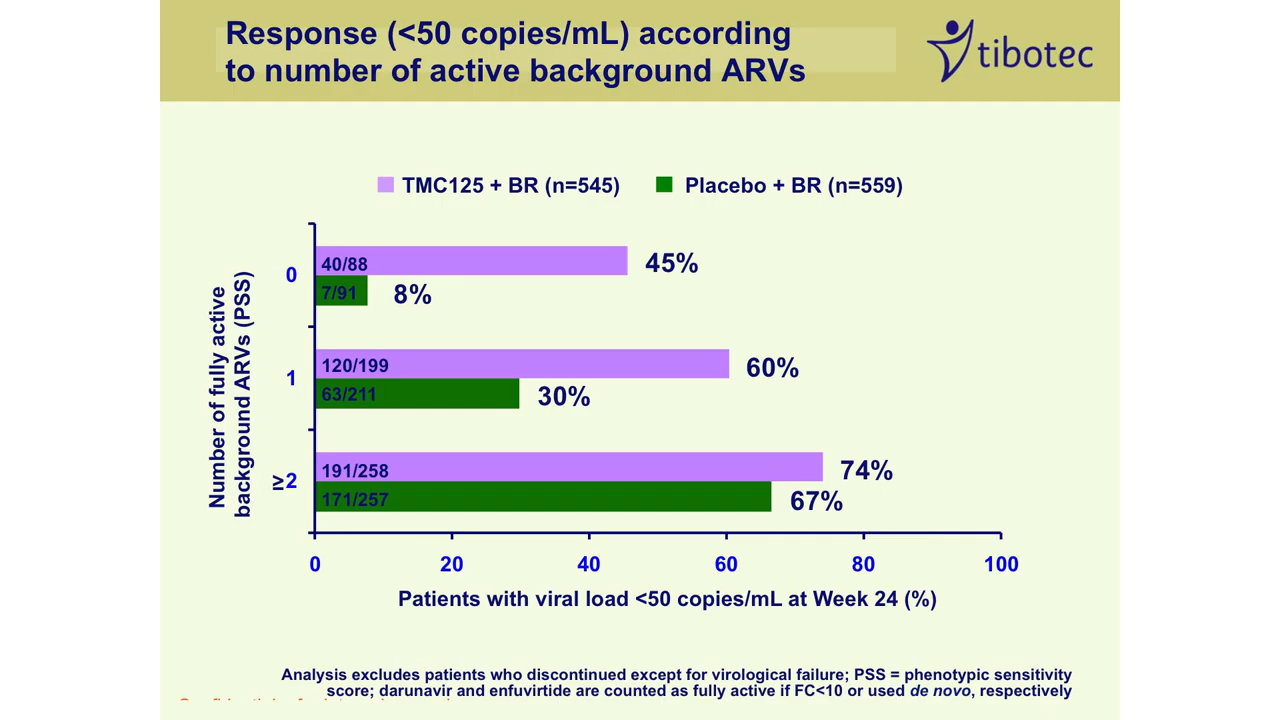 Response (<50 copies/mL) according
to number of active background ARVs
tibotec
TMC125 + BR (n=545)
Placebo + BR (n=559)
Number of fully active
background ARVs (PSS)
0
40/88
45%
7/91
8%
1
120/199
60%
63/211
30%
≥2
191/258
74%
171/257
67%
0 20 40 60 80 100
Patients with viral load <50 copies/mL at Week 24 (%)
Analysis excludes patients who discontinued except for virological failure; PSS = phenotypic sensitivity
score; darunavir and enfuvirtide are counted as fully active if FC<10 or used de novo, respectively